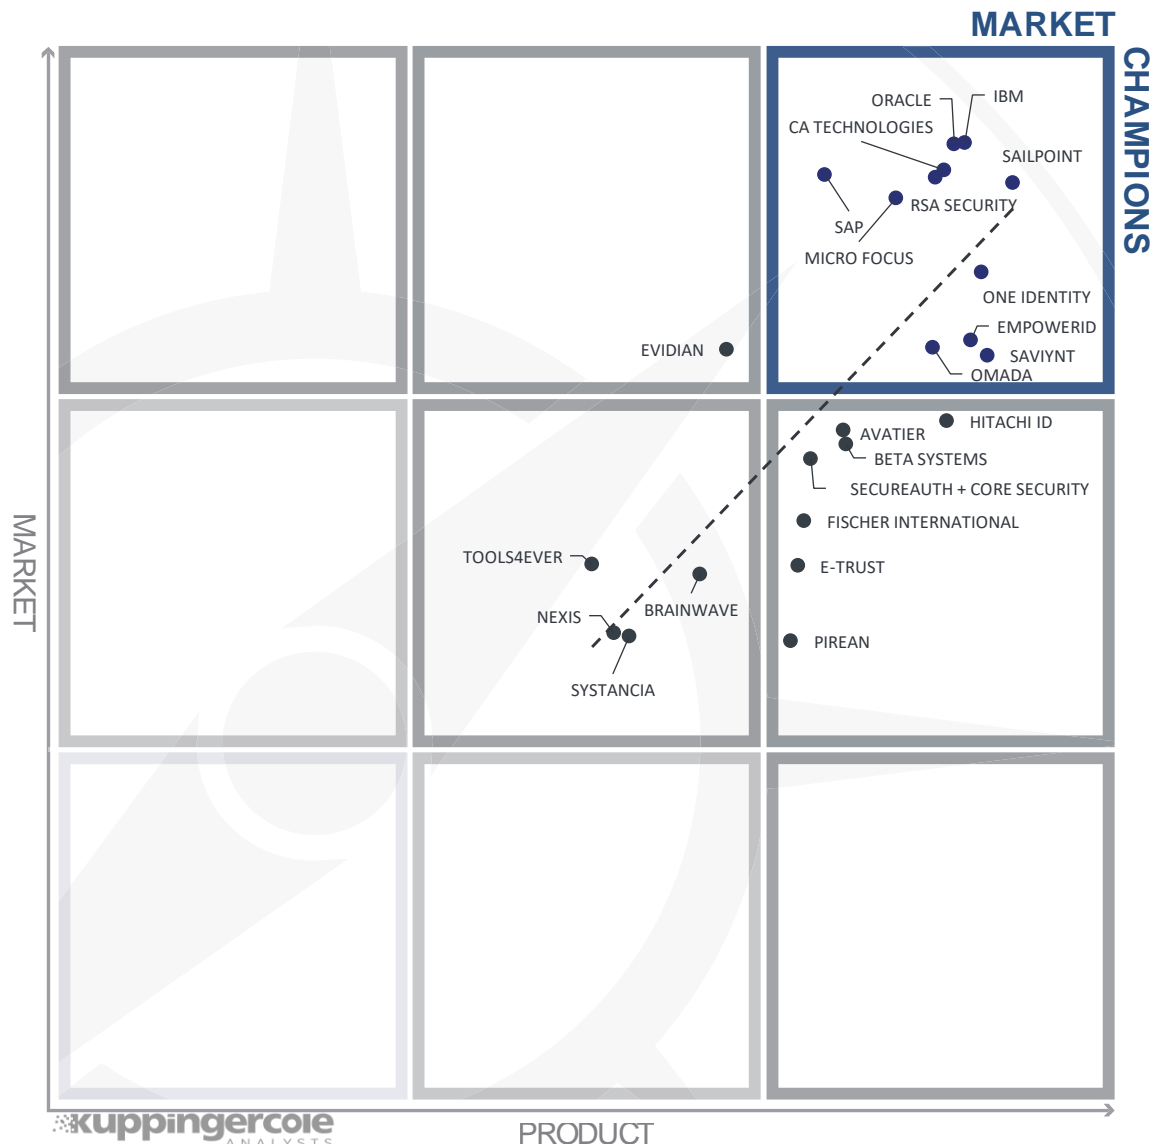 MARKET
CHAMPIONS
ORACLE
IBM
CA TECHNOLOGIES
SAILPOINT
RSA SECURITY
SAP
MICRO FOCUS
ONE IDENTITY
EMPOWERID
EVIDIAN
SAVIYNT
OMADA
HITACHI ID
AVATIER
BETA SYSTEMS
SECUREAUTH + CORE SECURITY
FISCHER INTERNATIONAL
TOOLS4EVER
E-TRUST
MARKET
BRAINWAVE
NEXIS
PIREAN
SYSTANCIA
kuppingercole
ANALYSTS
PRODUCT